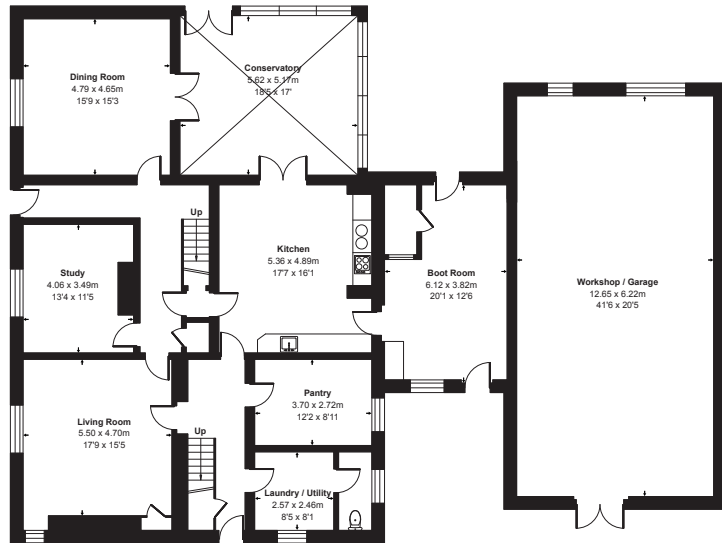 Dining Room
4.79 x 4.65m
15'9 x 15'3
Conservatory
5.62 x 5.17m
18'5 x 17'
Up
Kitchen
5.36 x 4.89m
17'7 x 16'1
Study
4.06 x 3.49m
13'4 x 11'5
Boot Room
6.12 x 3.82m
20'1 x 12'6
Workshop / Garage
12.65 x 6.22m
41'6 x 20'5
Living Room
5.50 x 4.70m
17'9 x 15'5
Up
Pantry
3.70 x 2.72m
12'2 x 8'11
Laundry / Utility
2.57 x 2.46m
8'5 x 8'1